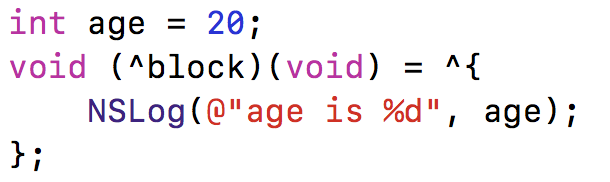 int age = 20;
void (^block)(void) = ^{
    NSLog(@"age is %d", age);
};